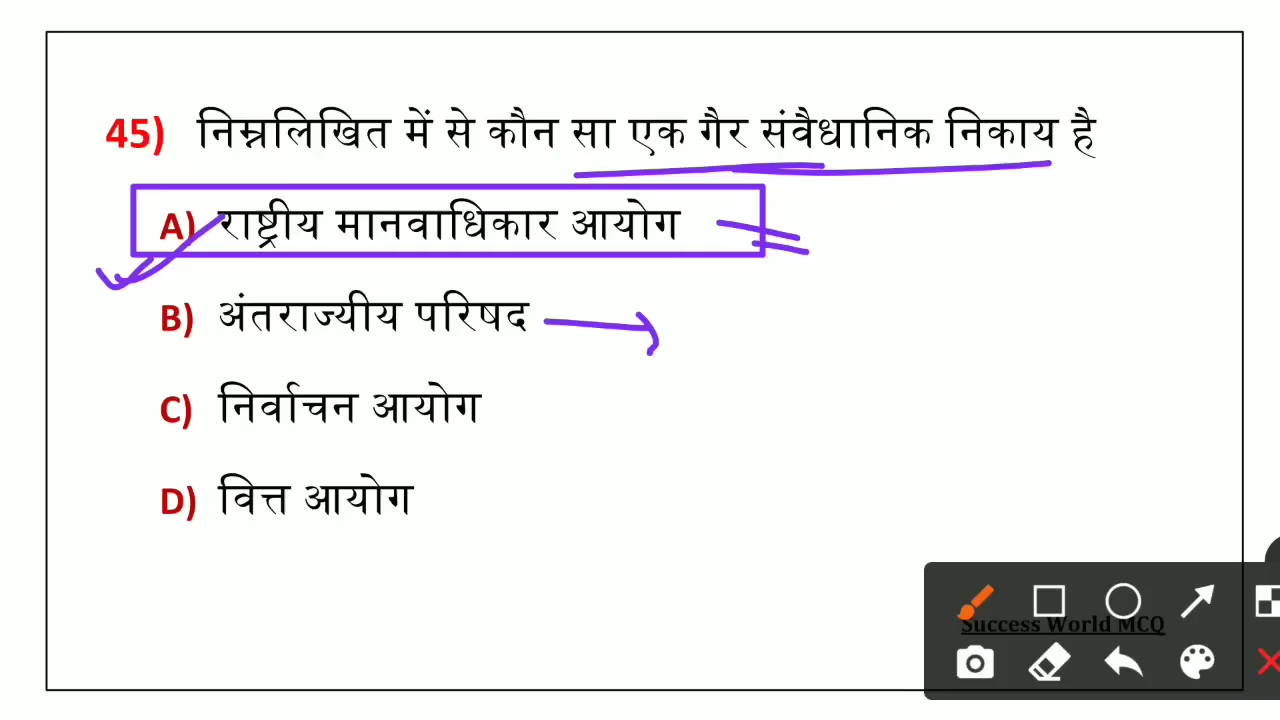 45) निम्नलिखित में से कौन सा एक गैर संवैधानिक निकाय है
A) राष्ट्रीय मानवाधिकार आयोग
B) अंतराज्यीय परिषद
C) निर्वाचन आयोग
D) वित्त आयोग
Success World MCQ